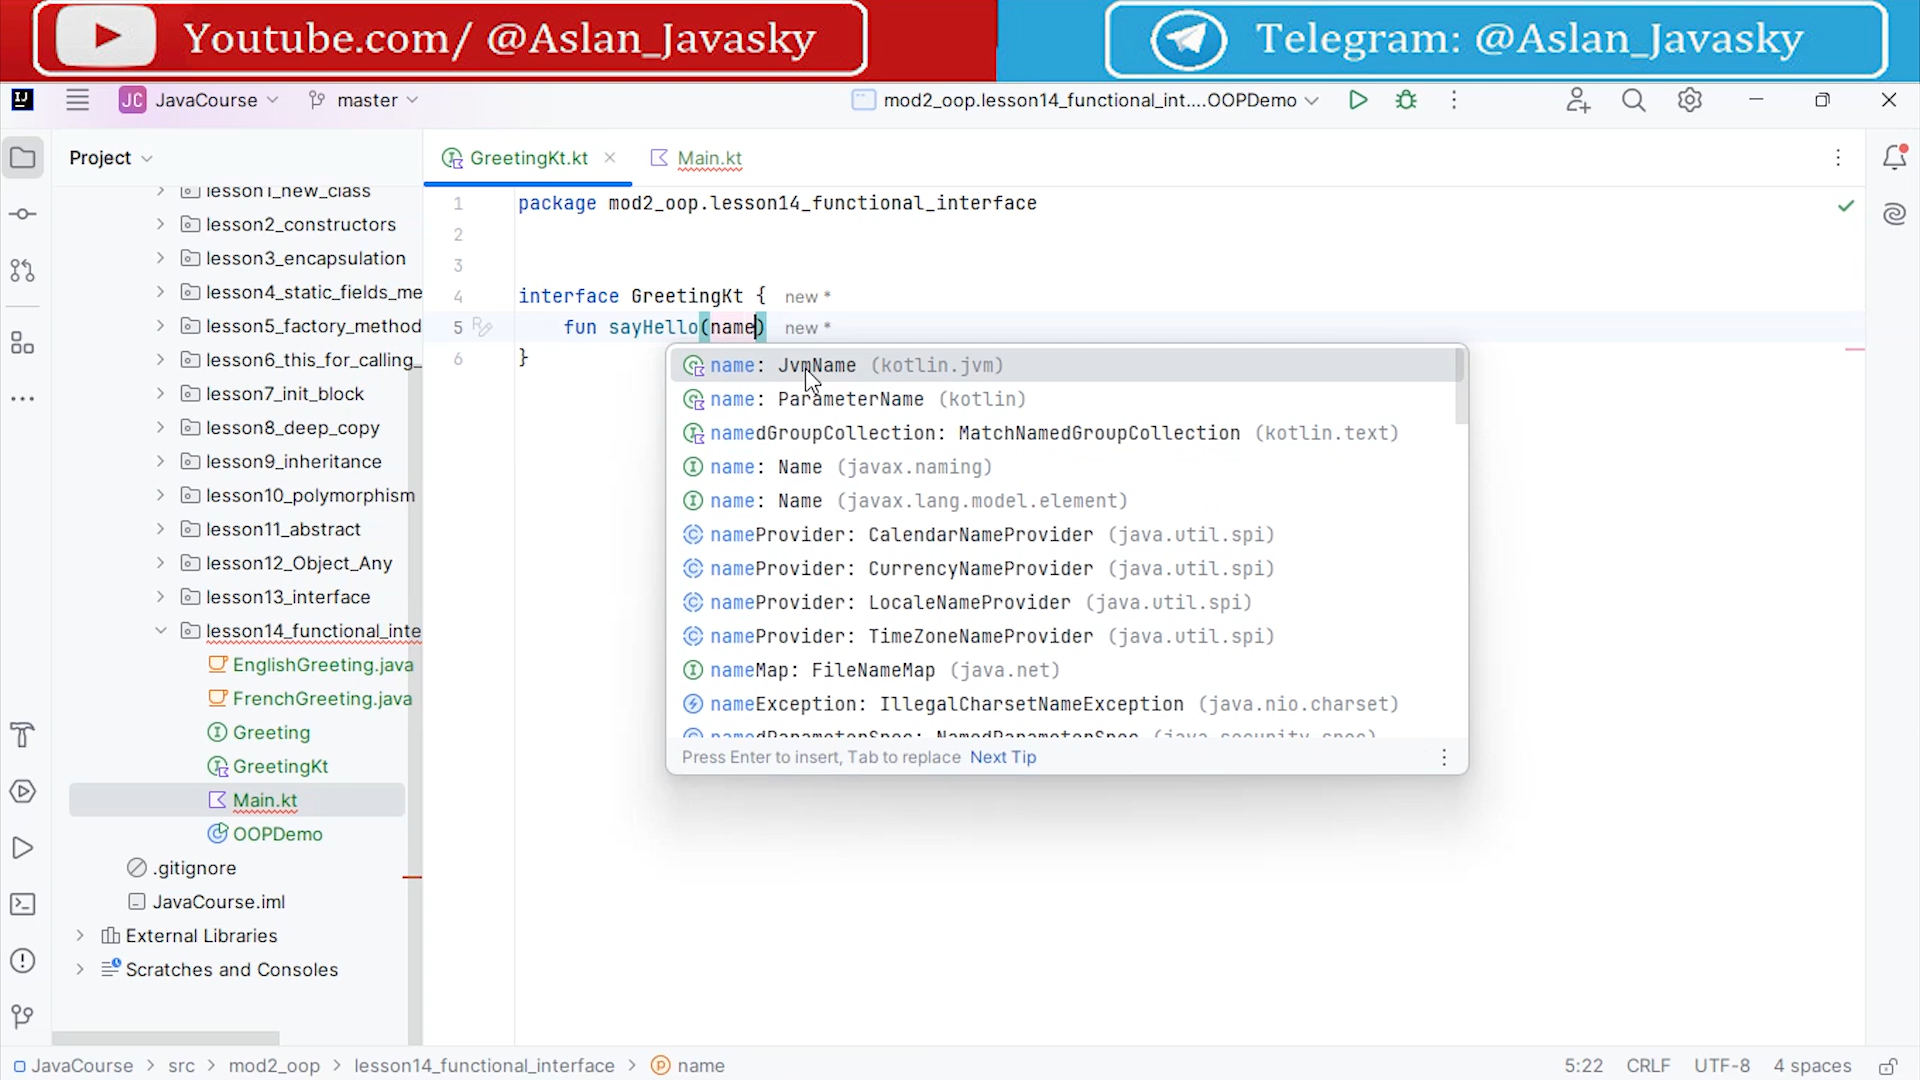 Youtube.com/ @Aslan_Javasky
Telegram: @Aslan_Javasky
IJ
JC JavaCourse
master
mod2_oop.lesson14_functional_int....OOPDemo
Project
GreetingKt.kt
Main.kt
lesson1_new_class
lesson2_constructors
lesson3_encapsulation
lesson4_static_fields_me
lesson5_factory_method
lesson6_this_for_calling_
lesson7_init_block
lesson8_deep_copy
lesson9_inheritance
lesson10_polymorphism
lesson11_abstract
lesson12_Object_Any
lesson13_interface
lesson14_functional_inte
EnglishGreeting.java
FrenchGreeting.java
Greeting
GreetingKt
Main.kt
OOPDemo
.gitignore
JavaCourse.iml
External Libraries
Scratches and Consoles
1 package mod2_oop.lesson14_functional_interface
2
3
4 interface GreetingKt { new *
5 fun sayHello(name) new *
6 }
name: JvmName (kotlin.jvm)
name: ParameterName (kotlin)
namedGroupCollection: MatchNamedGroupCollection (kotlin.text)
name: Name (javax.naming)
name: Name (javax.lang.model.element)
nameProvider: CalendarNameProvider (java.util.spi)
nameProvider: CurrencyNameProvider (java.util.spi)
nameProvider: LocaleNameProvider (java.util.spi)
nameProvider: TimeZoneNameProvider (java.util.spi)
nameMap: FileNameMap (java.net)
nameException: IllegalCharsetNameException (java.nio.charset)
namedParameterSpec: NamedParameterSpec (java.security.spec)
Press Enter to insert, Tab to replace Next Tip
JavaCourse > src > mod2_oop > lesson14_functional_interface > name
5:22 CRLF UTF-8 4 spaces